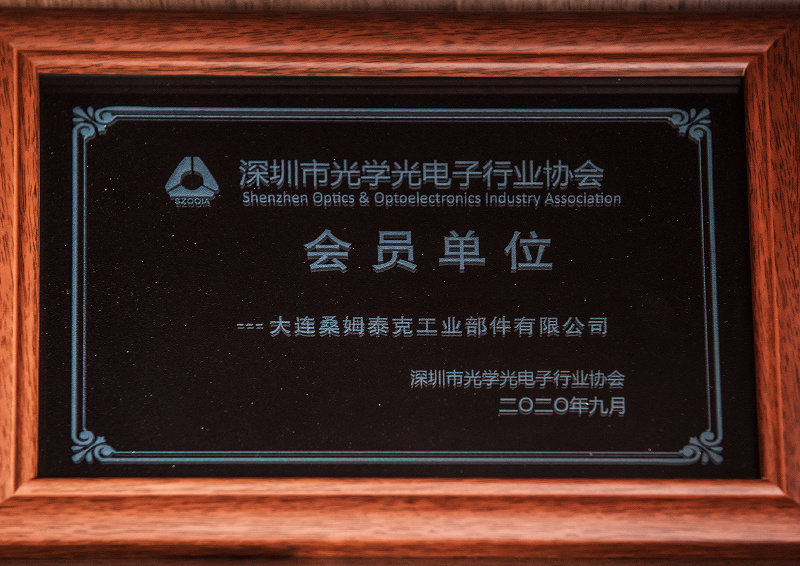 深圳市光学光电子行业协会
SZOOIA
Shenzhen Optics & Optoelectronics Industry Association
会员单位
---大连桑姆泰克工业部件有限公司
深圳市光学光电子行业协会
二〇二〇年九月